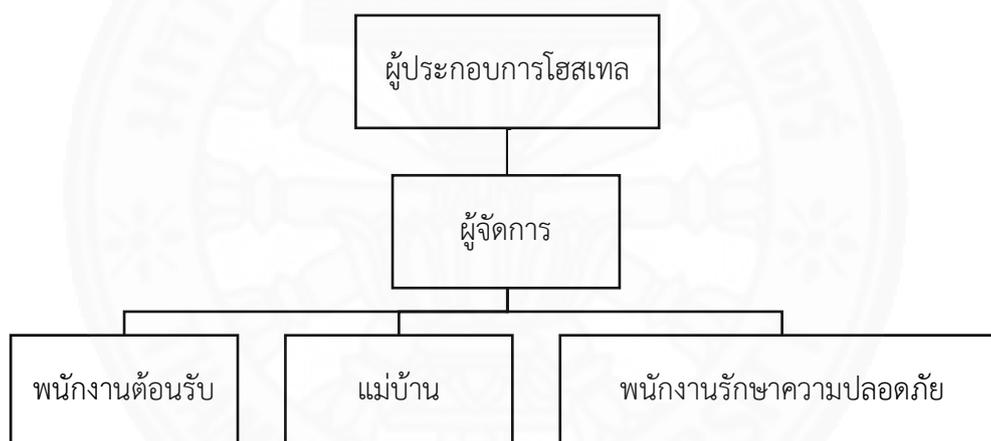 ผู้ประกอบการโฮสเทล
ผู้จัดการ
พนักงานต้อนรับ
แม่บ้าน
พนักงานรักษาความปลอดภัย